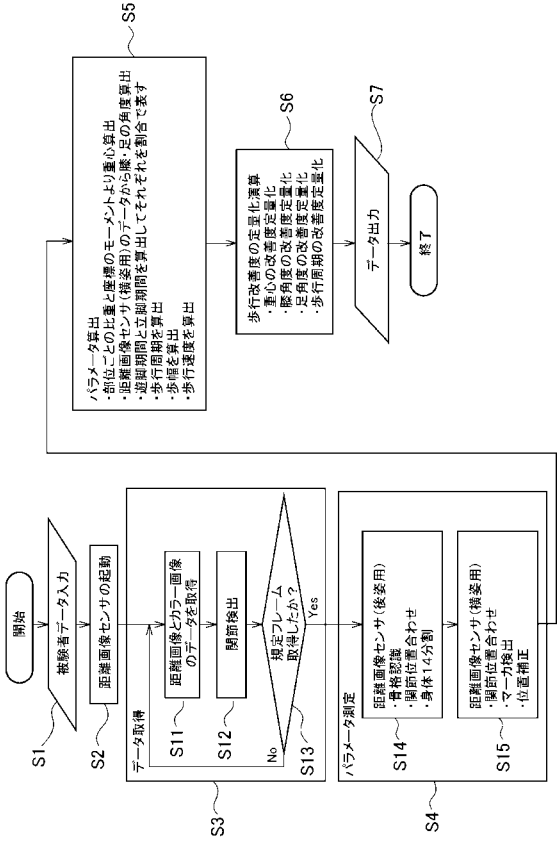 開始
S1
被験者データ入力
S2
距離画像センサの起動
S3
データ取得
S11
距離画像とカラー画像
のデータを取得
S12
関節検出
S13
規定フレーム
取得したか？
No
Yes
S4
パラメータ測定
S14
距離画像センサ(後姿用)
・骨格認識
・関節位置合わせ
・身体14分割
S15
距離画像センサ(横姿用)
・関節位置合わせ
・マーカ検出
・位置補正
S5
パラメータ算出
・部位ごとの比重と座標のモーメントより重心算出
・距離画像センサ(横姿用)のデータから膝・足の角度算出
・遊脚期間と立脚期間を算出してそれぞれを割合で表す
・歩行周期を算出
・歩幅を算出
・歩行速度を算出
S6
歩行改善度の定量化演算
・重心の改善度定量化
・膝角度の改善度定量化
・足角度の改善度定量化
・歩行周期の改善度定量化
S7
データ出力
終了